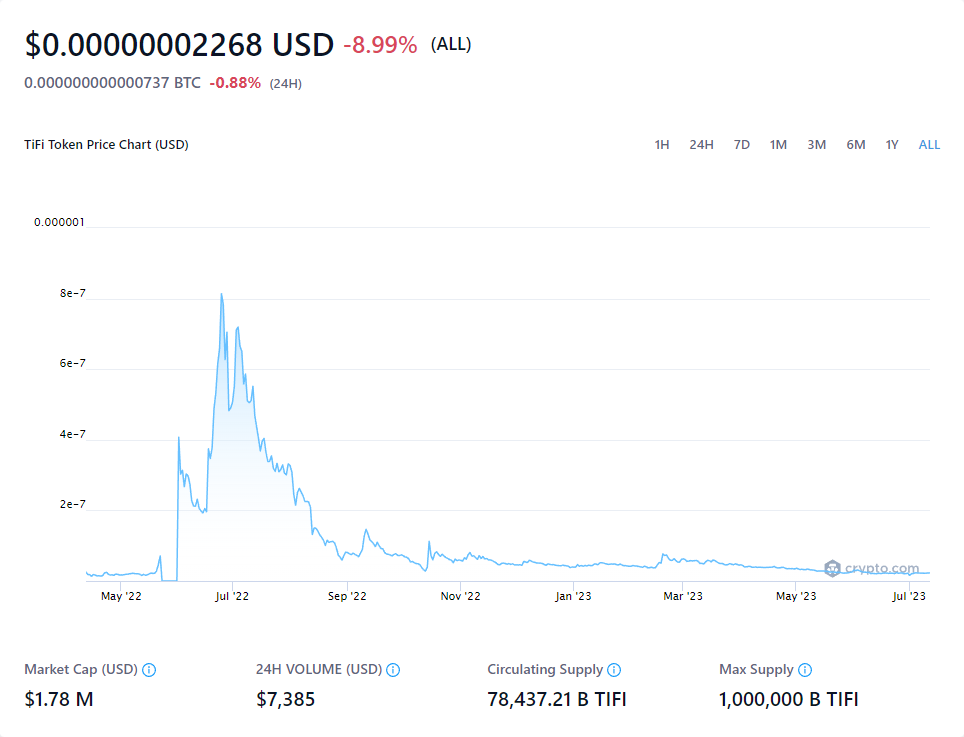 $0.00000002268 USD -8.99% (ALL)
0.000000000000737 BTC -0.88% (24H)
TiFi Token Price Chart (USD) 1H 24H 7D 1M 3M 6M 1Y ALL
0.000001
8e-7
6e-7
4e-7
2e-7
crypto.com
May '22 Jul '22 Sep '22 Nov '22 Jan '23 Mar '23 May '23 Jul '23
Market Cap (USD) 24H VOLUME (USD) Circulating Supply Max Supply
$1.78 M $7,385 78,437.21 B TIFI 1,000,000 B TIFI